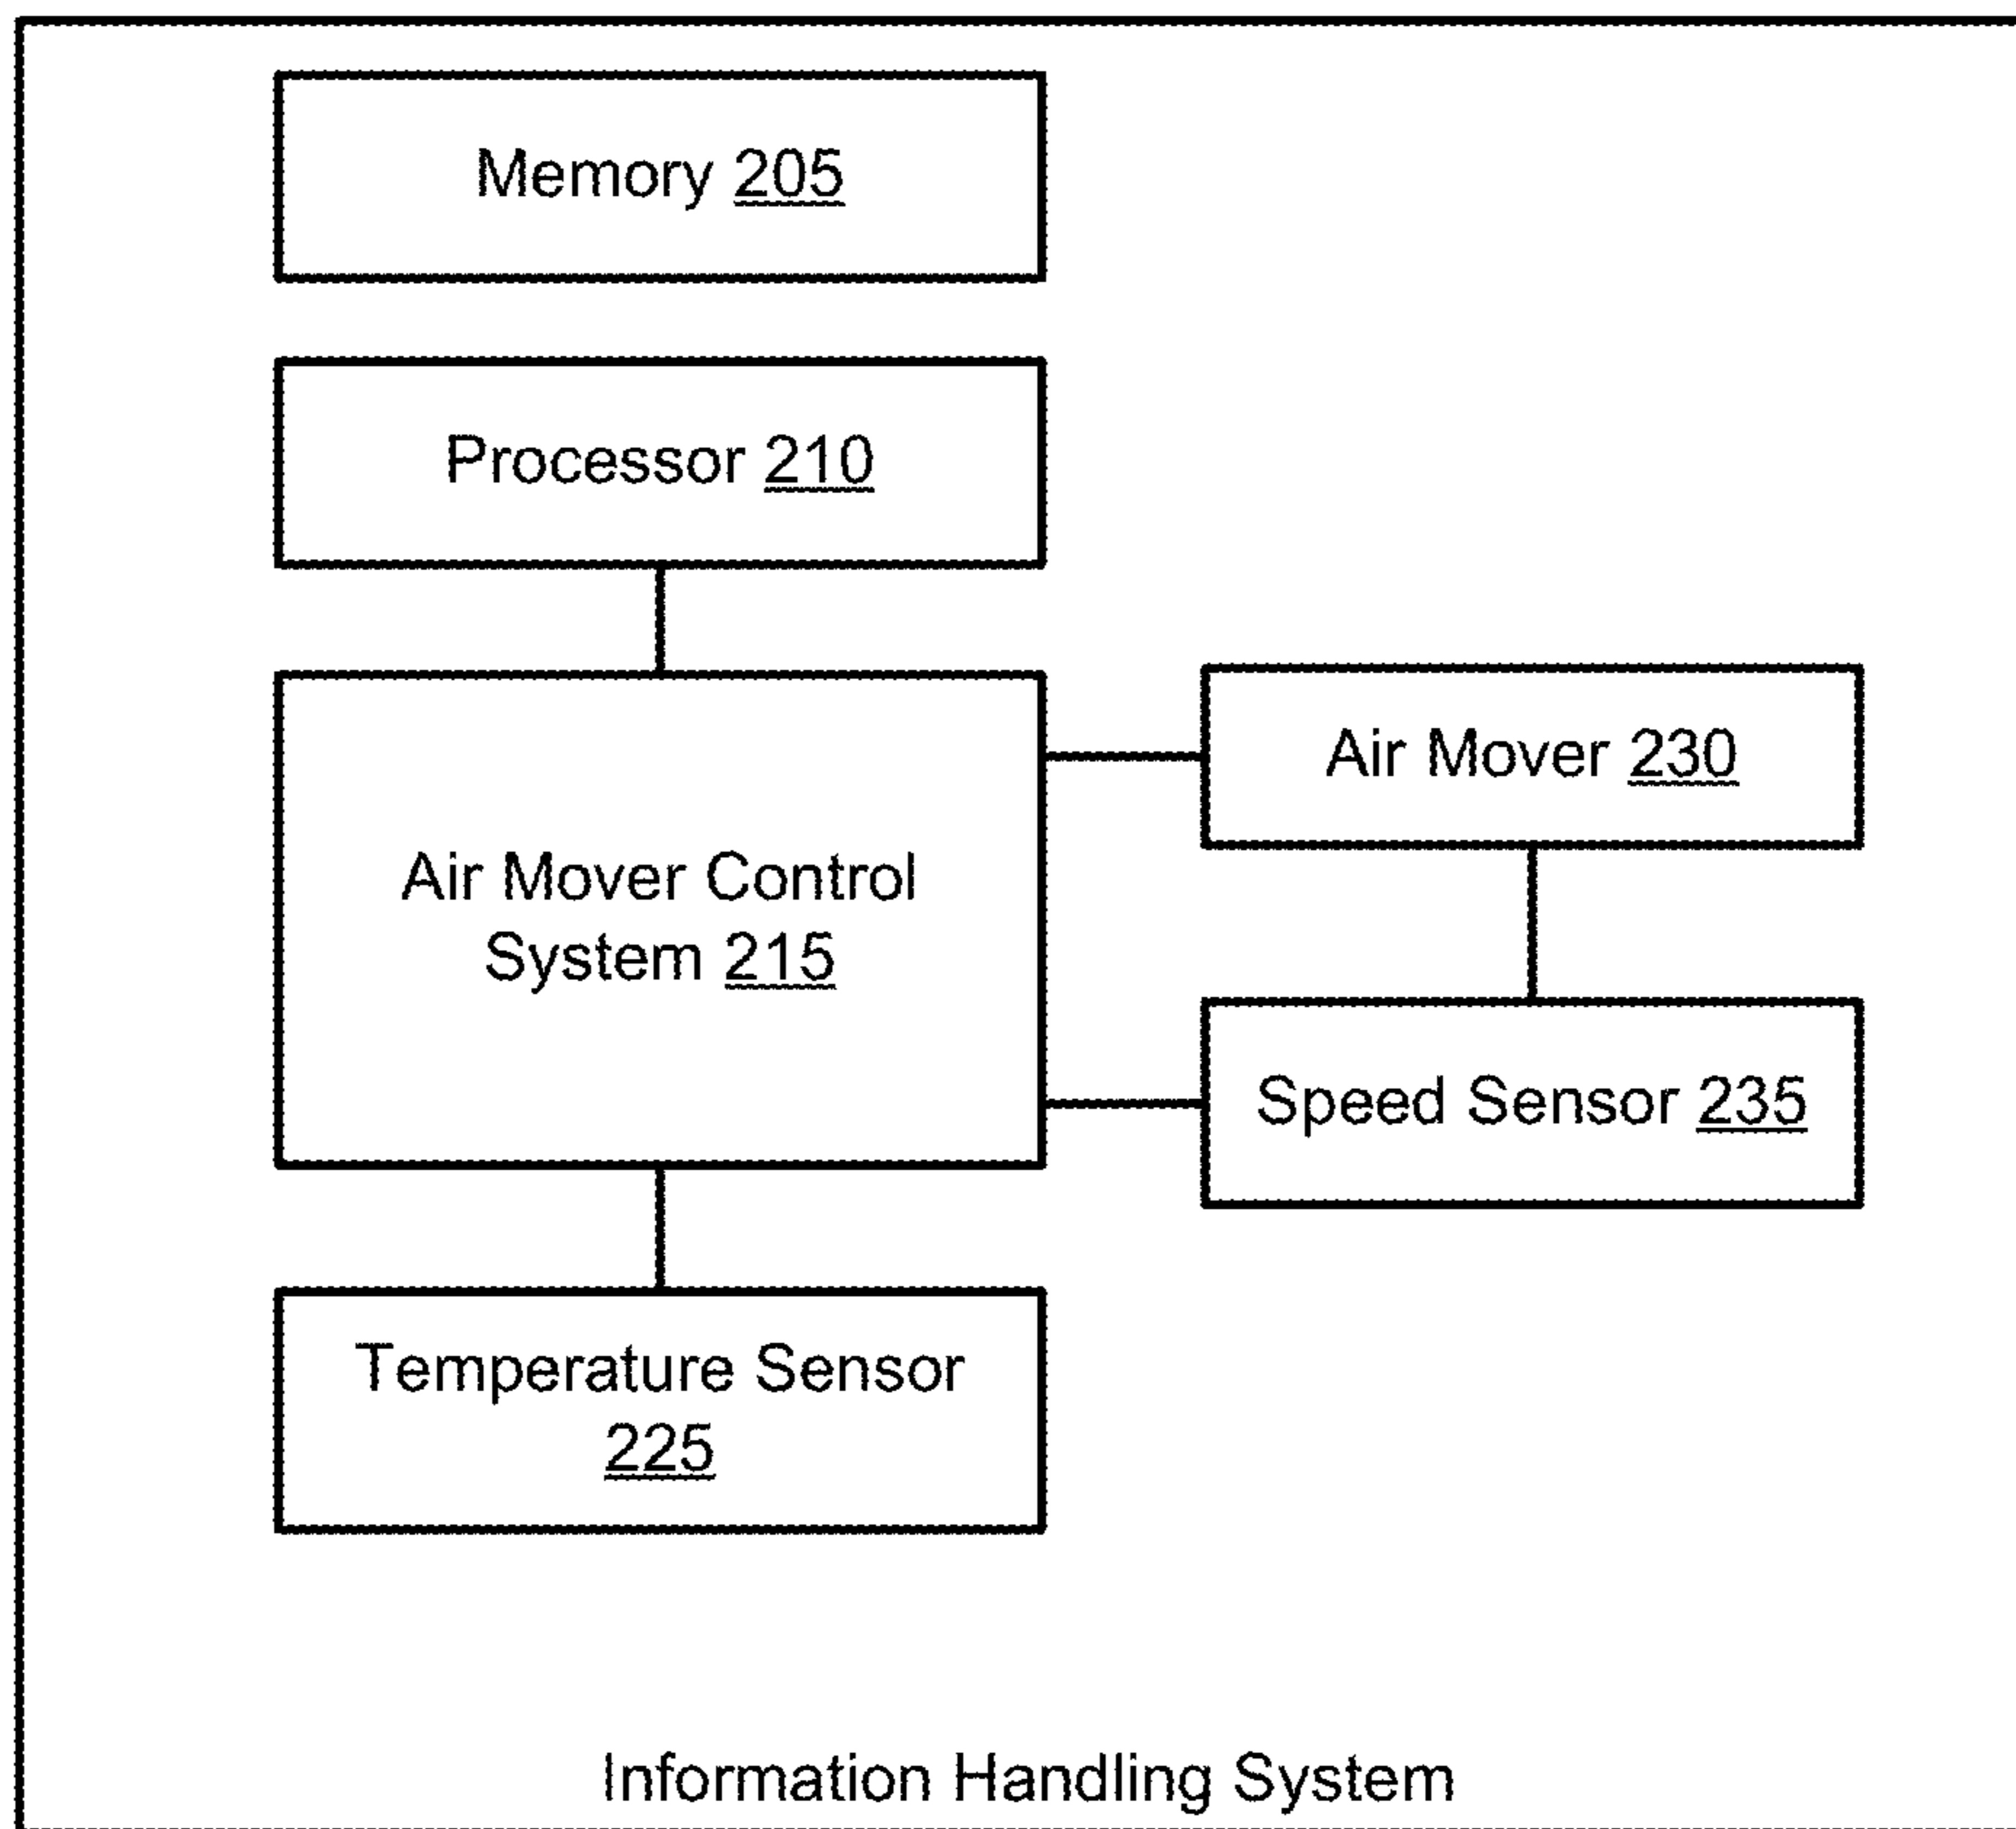 Memory 205
Processor 210
Air Mover Control
System 215
Air Mover 230
Speed Sensor 235
Temperature Sensor
225
Information Handling System